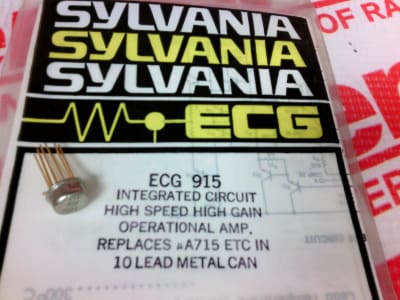 SYLVANIA
SYLVANIA
SYLVANIA
ECG
OF RA
ECG 915
INTEGRATED CIRCUIT
HIGH SPEED HIGH GAIN
OPERATIONAL AMP.
REPLACES µA715 ETC IN
10 LEAD METAL CAN